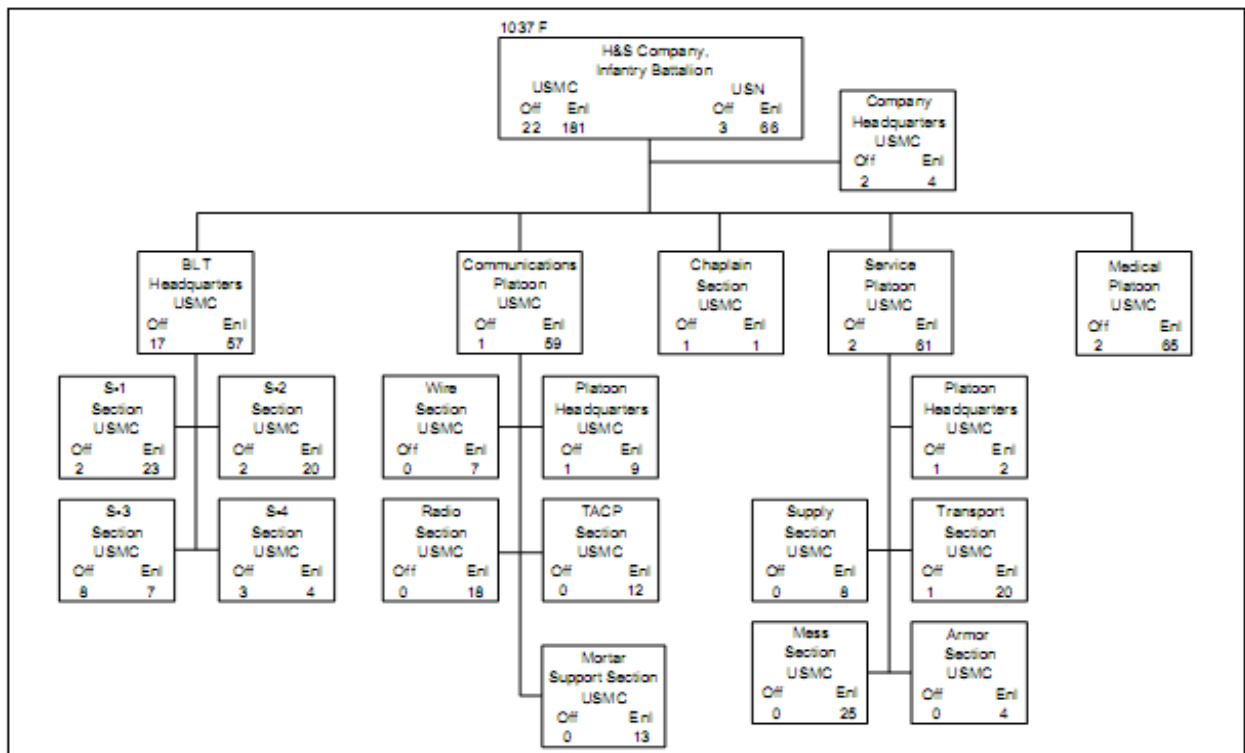 1037 F
H&S Company,
Infantry Battalion
USMC USN
Off Enl Off Enl
22 181 3 66
Company
Headquarters
USMC
Off Enl
2 4
BLT
Headquarters
USMC
Off Enl
17 57
Communications
Platoon
USMC
Off Enl
1 59
Chaplain
Section
USMC
Off Enl
1 1
Service
Platoon
USMC
Off Enl
2 61
Medical
Platoon
USMC
Off Enl
2 65
S-1
Section
USMC
Off Enl
2 23
S-2
Section
USMC
Off Enl
2 20
Wire
Section
USMC
Off Enl
0 7
Platoon
Headquarters
USMC
Off Enl
1 9
Platoon
Headquarters
USMC
Off Enl
1 2
S-3
Section
USMC
Off Enl
8 7
S-4
Section
USMC
Off Enl
3 4
Radio
Section
USMC
Off Enl
0 18
TACP
Section
USMC
Off Enl
0 12
Supply
Section
USMC
Off Enl
0 8
Transport
Section
USMC
Off Enl
1 20
Mortar
Support Section
USMC
Off Enl
0 13
Mess
Section
USMC
Off Enl
0 25
Armor
Section
USMC
Off Enl
0 4